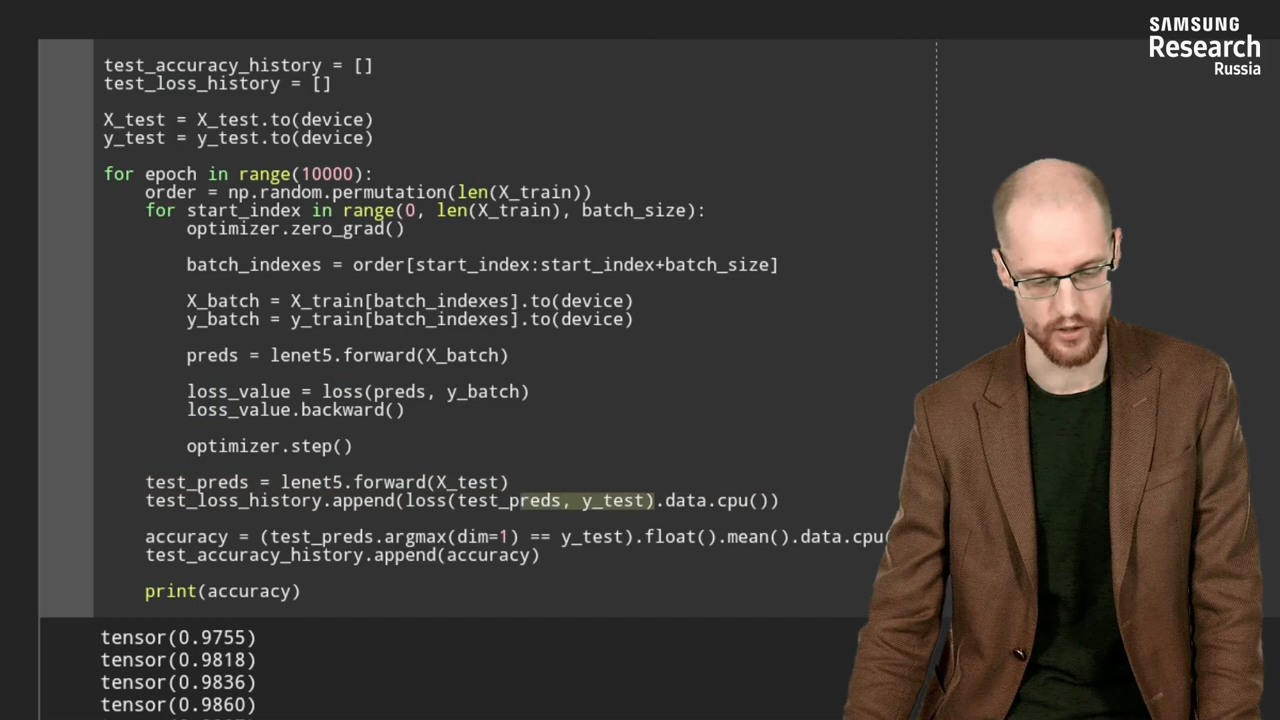 SAMSUNG
Research
Russia
test_accuracy_history = []
test_loss_history = []
X_test = X_test.to(device)
y_test = y_test.to(device)
for epoch in range(10000):
order = np.random.permutation(len(X_train))
for start_index in range(0, len(X_train), batch_size):
optimizer.zero_grad()
batch_indexes = order[start_index:start_index+batch_size]
X_batch = X_train[batch_indexes].to(device)
y_batch = y_train[batch_indexes].to(device)
preds = lenet5.forward(X_batch)
loss_value = loss(preds, y_batch)
loss_value.backward()
optimizer.step()
test_preds = lenet5.forward(X_test)
test_loss_history.append(loss(test_preds, y_test).data.cpu())
accuracy = (test_preds.argmax(dim=1) == y_test).float().mean().data.cpu(
test_accuracy_history.append(accuracy)
print(accuracy)
tensor(0.9755)
tensor(0.9818)
tensor(0.9836)
tensor(0.9860)